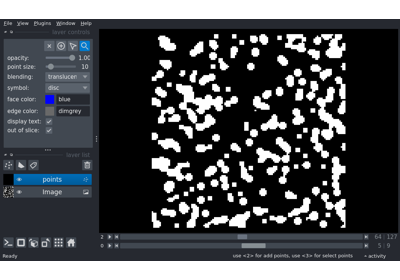 File View Plugins Window Help
layer controls
opacity: 1.00
point size: 10
blending: translucen
symbol: disc
face color: blue
edge color: dimgrey
display text:
out of slice:
layer list
points
Image
2 64 127
0 5 9
Ready use <2> for add points, use <3> for select points activity